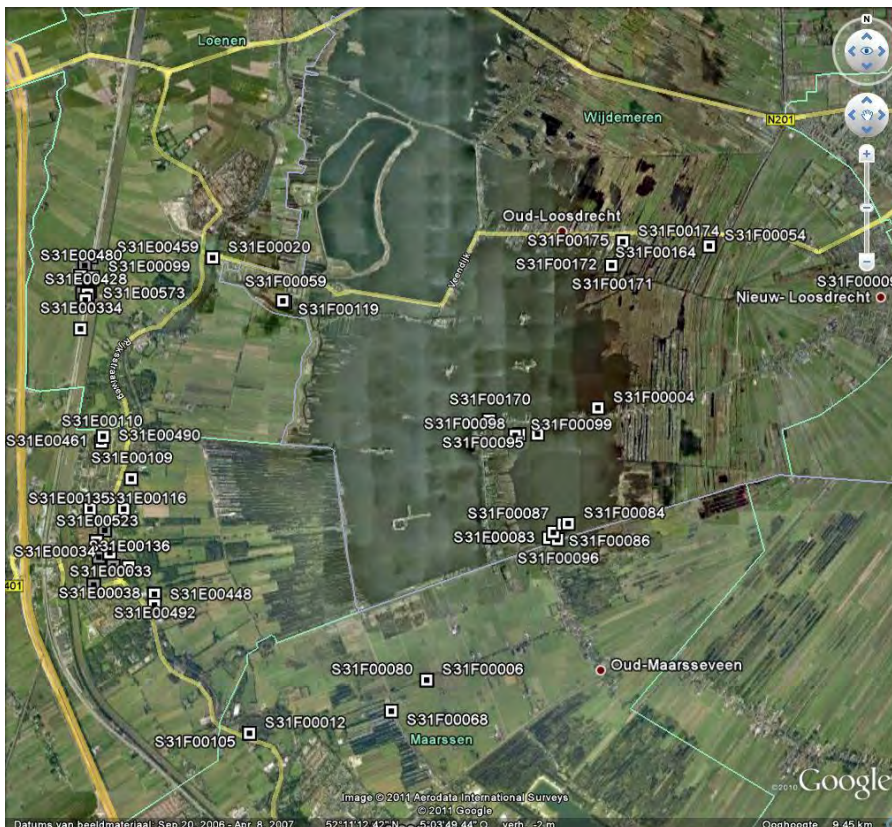 Loenen
N
Wijdemeren
N201
Oud-Loosdrecht
S31F00174
S31F00054
S31F00175
S31F00164
S31F00172
S31F00171
S31E00459
S31E00020
S31E00480
S31E00099
S31E00428
S31E00573
S31E00334
S31F00059
S31F00119
Veendijk
S31F0009
Nieuw- Loosdrecht
Rijksstraatweg
S31F00170
S31F00004
S31F00098
S31F00099
S31F00095
S31E00110
S31E00461
S31E00490
S31E00109
S31E00135
S31E00116
S31E00523
S31E00034
S31E00136
S31E00033
S31E00038
S31E00448
S31E00492
401
S31F00087
S31F00084
S31F00083
S31F00086
S31F00096
S31F00080
S31F00006
Oud-Maarsseveen
S31F00068
S31F00012
S31F00105
Maarssen
Image © 2011 Aerodata International Surveys
© 2011 Google
©2010 Google
Datums van beeldmateriaal: Sep 20, 2006 - Apr 8, 2007 52°11'12.42" N 5°03'49.44" O verh -2 m Ooghoogte 9.45 km